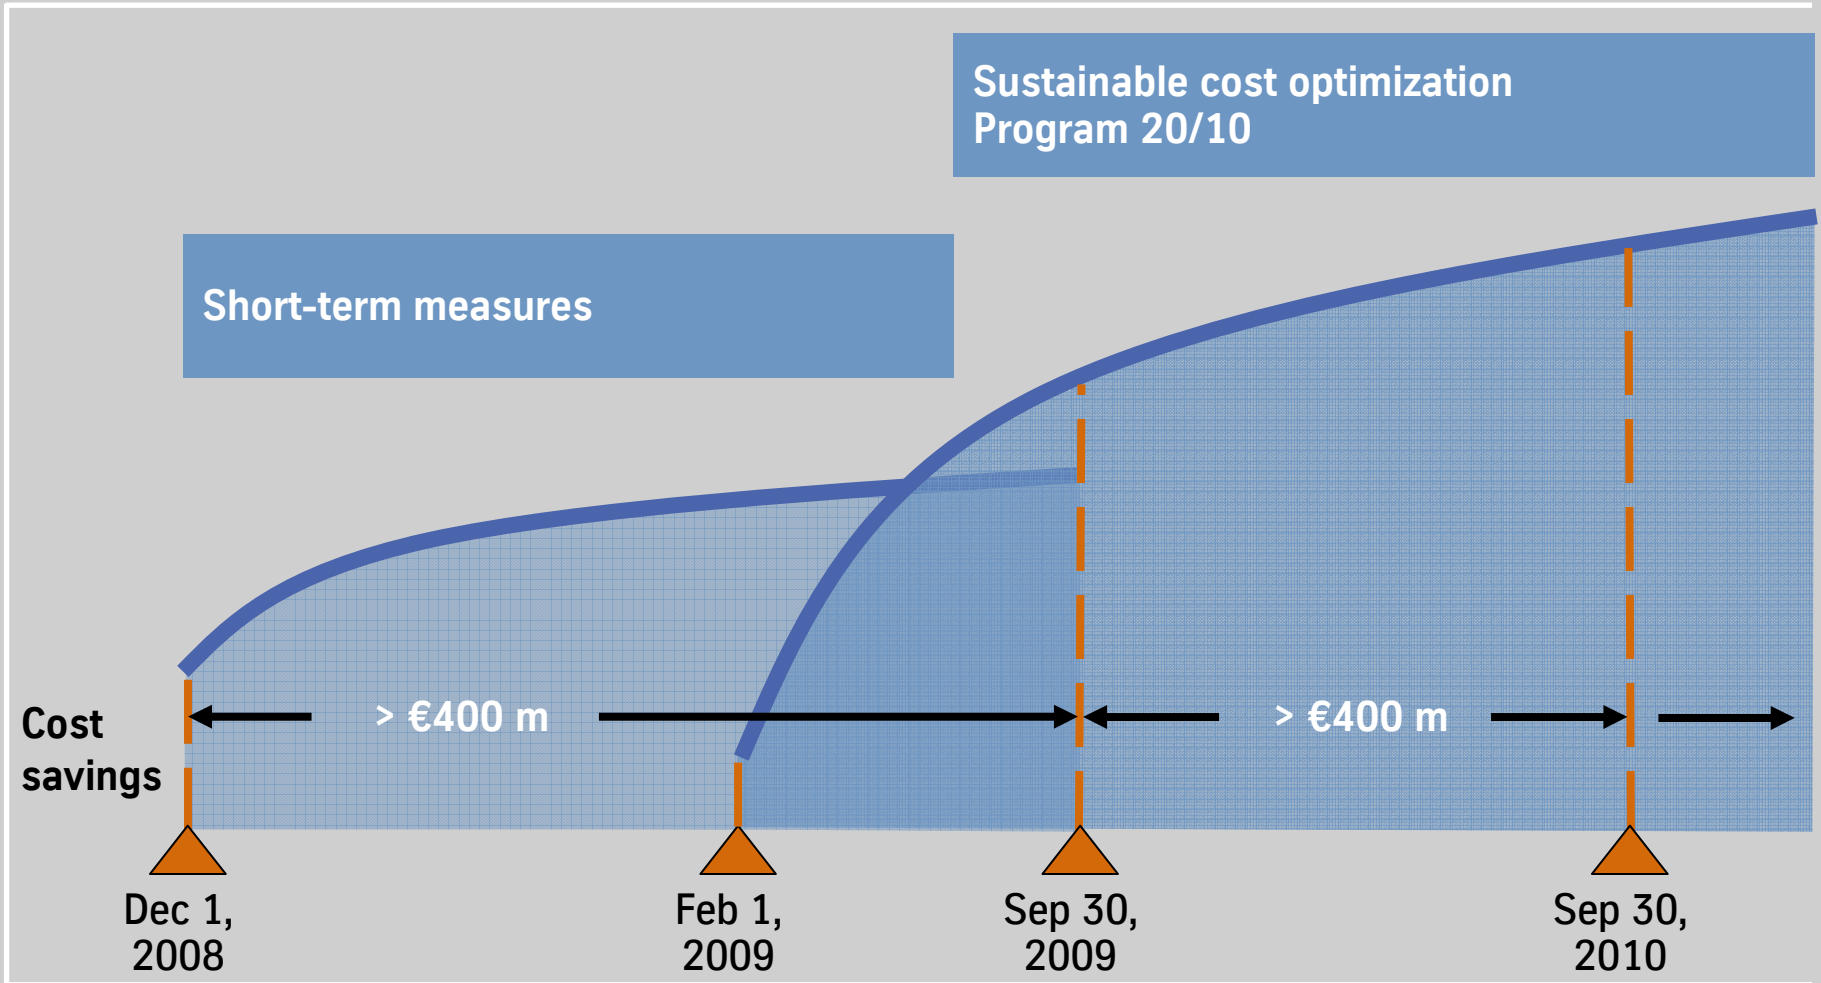 Sustainable cost optimization
Program 20/10
Short-term measures
> €400 m
> €400 m
Cost
savings
Dec 1,
2008
Feb 1,
2009
Sep 30,
2009
Sep 30,
2010